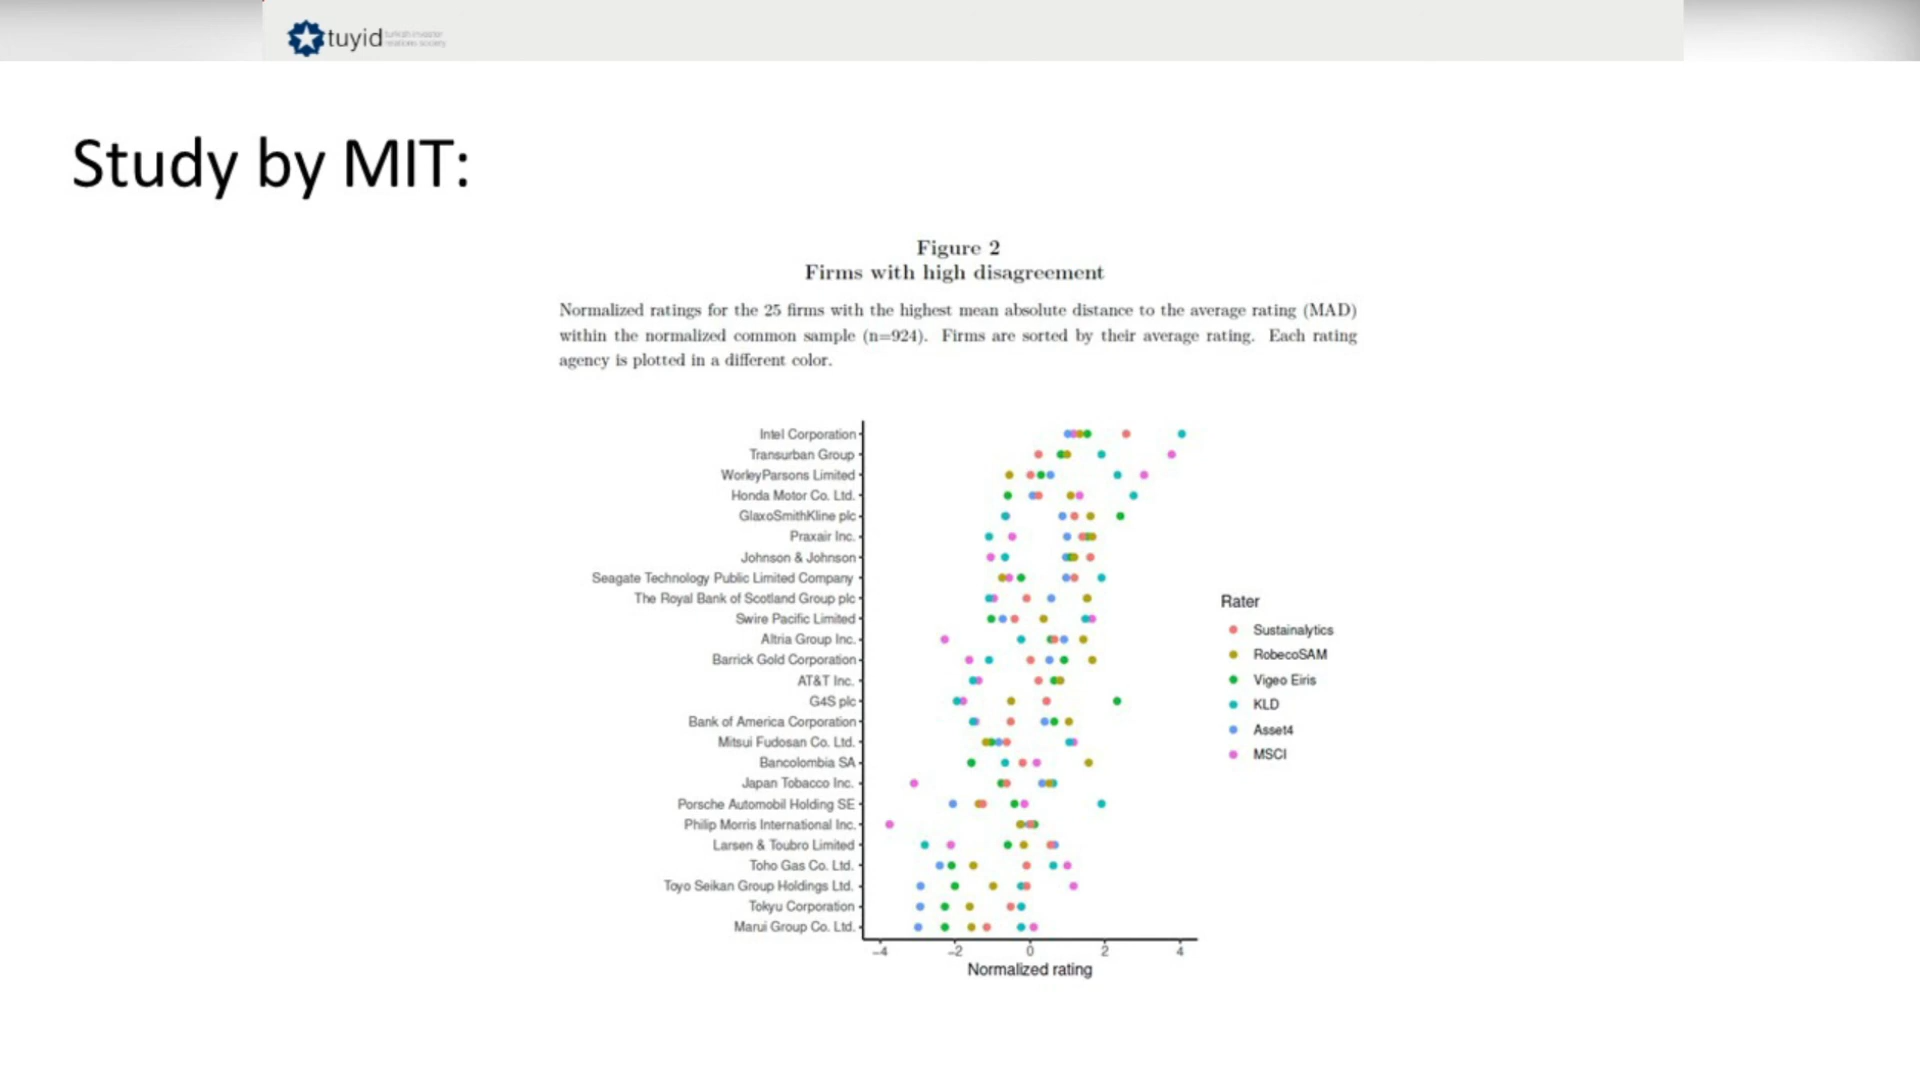 tuyid turkish investor
relations society
Study by MIT:
Figure 2
Firms with high disagreement
Normalized ratings for the 25 firms with the highest mean absolute distance to the average rating (MAD)
within the normalized common sample (n=924). Firms are sorted by their average rating. Each rating
agency is plotted in a different color.
Intel Corporation
Transurban Group
WorleyParsons Limited
Honda Motor Co. Ltd.
GlaxoSmithKline plc
Praxair Inc.
Johnson & Johnson
Seagate Technology Public Limited Company
The Royal Bank of Scotland Group plc
Swire Pacific Limited
Altria Group Inc.
Barrick Gold Corporation
AT&T Inc.
G4S plc
Bank of America Corporation
Mitsui Fudosan Co. Ltd.
Bancolombia SA
Japan Tobacco Inc.
Porsche Automobil Holding SE
Philip Morris International Inc.
Larsen & Toubro Limited
Toho Gas Co. Ltd.
Toyo Seikan Group Holdings Ltd.
Tokyu Corporation
Marui Group Co. Ltd.
−4 −2 0 2 4
Normalized rating
Rater
Sustainalytics
RobecoSAM
Vigeo Eiris
KLD
Asset4
MSCI